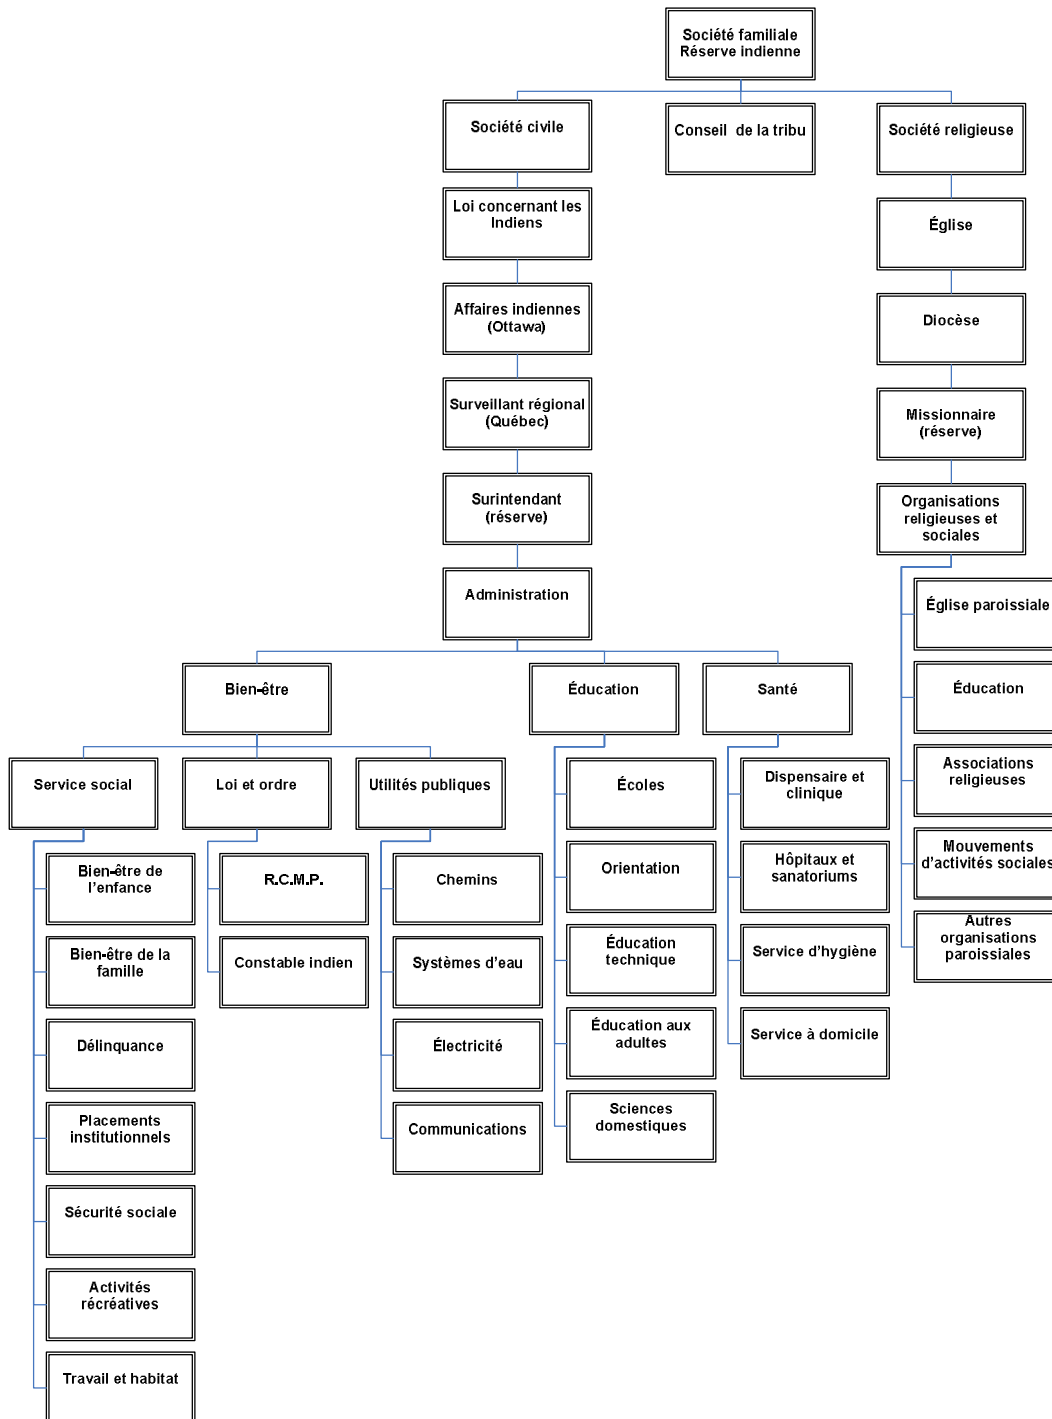 Société familiale
Réserve indienne
Société civile
Conseil de la tribu
Société religieuse
Loi concernant les
Indiens
Église
Affaires indiennes
(Ottawa)
Diocèse
Surveillant régional
(Québec)
Missionnaire
(réserve)
Surintendant
(réserve)
Organisations
religieuses et
sociales
Administration
Église paroissiale
Bien-être
Éducation
Santé
Éducation
Service social
Loi et ordre
Utilités publiques
Écoles
Dispensaire et
clinique
Associations
religieuses
Bien-être de
l'enfance
R.C.M.P.
Chemins
Orientation
Hôpitaux et
sanatoriums
Mouvements
d'activités sociales
Bien-être de la
famille
Constable indien
Systèmes d'eau
Éducation
technique
Service d'hygiène
Autres
organisations
paroissiales
Délinquance
Électricité
Éducation aux
adultes
Service à domicile
Placements
institutionnels
Communications
Sciences
domestiques
Sécurité sociale
Activités
récréatives
Travail et habitat